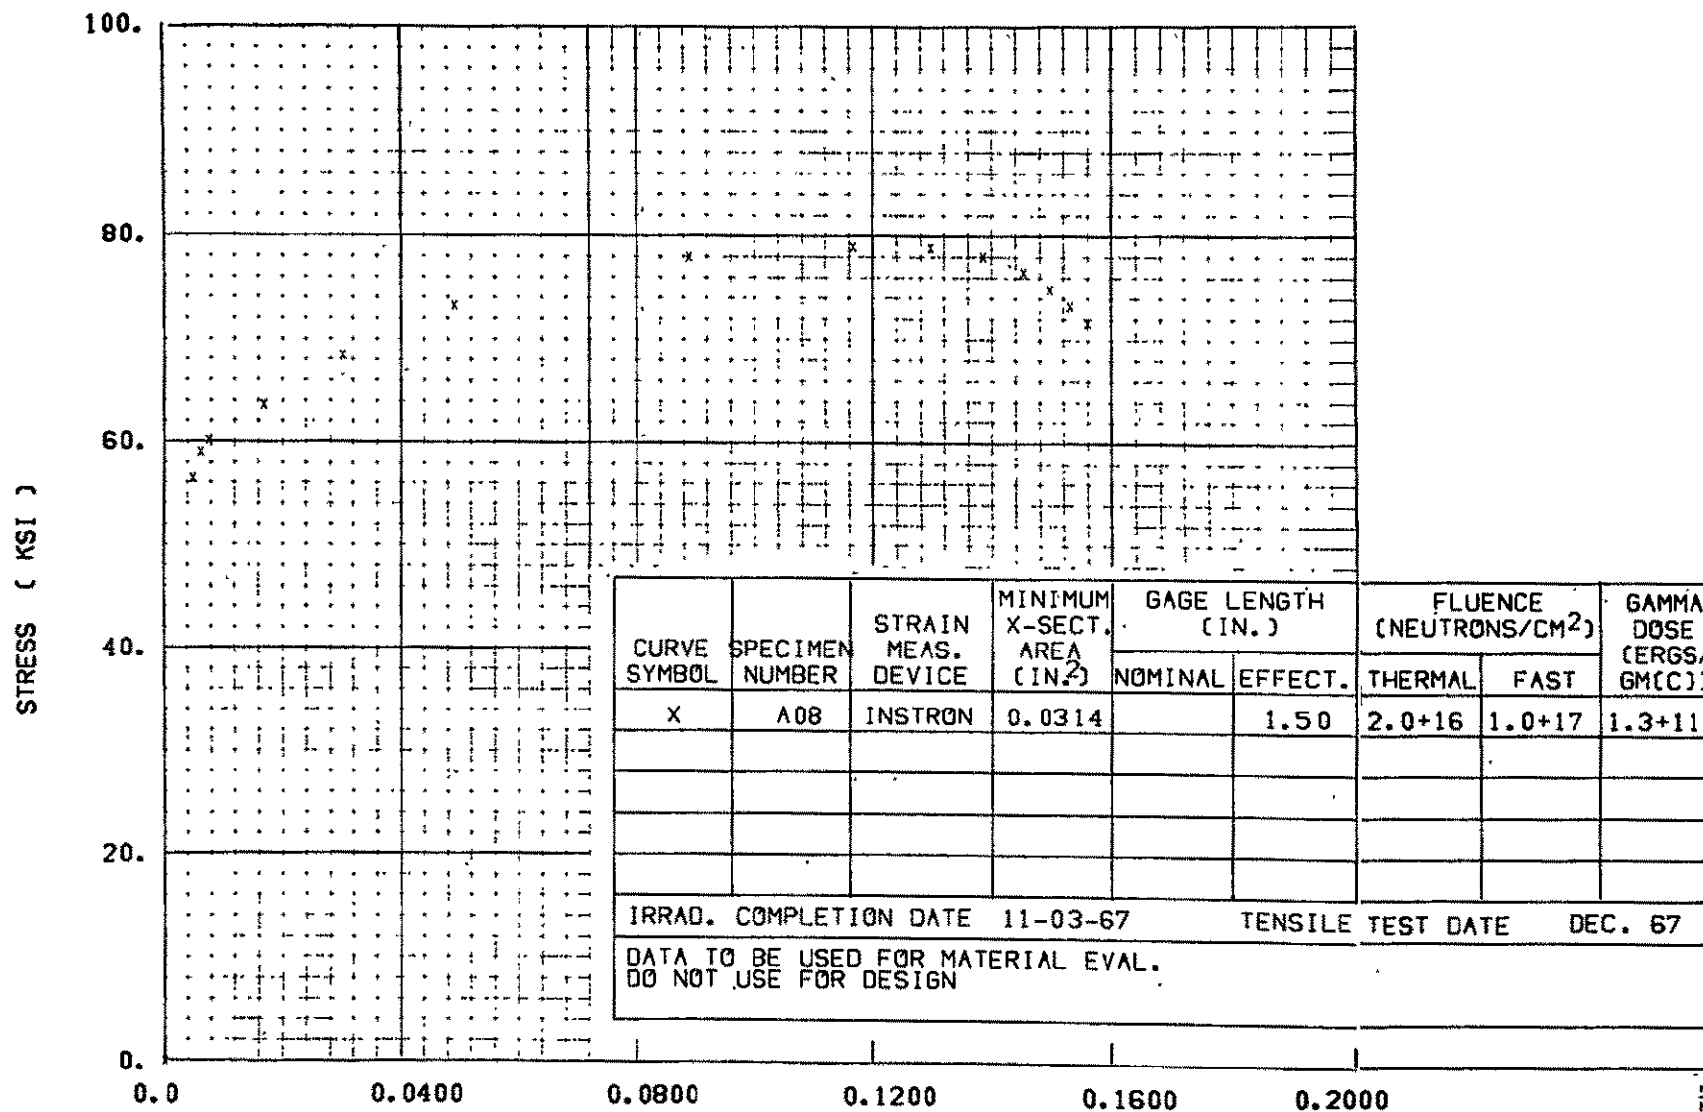 100.
80.
60.
40.
20.
0.
STRESS ( KSI )
0.0 0.0400 0.0800 0.1200 0.1600 0.2000
CURVE SYMBOL SPECIMEN NUMBER STRAIN MEAS. DEVICE MINIMUM X-SECT. AREA (IN.2) GAGE LENGTH (IN.) FLUENCE (NEUTRONS/CM2) GAMMA DOSE (ERGS/ GM(C))
NOMINAL EFFECT. THERMAL FAST
X A08 INSTRON 0.0314 1.50 2.0+16 1.0+17 1.3+11
IRRAD. COMPLETION DATE 11-03-67 TENSILE TEST DATE DEC. 67
DATA TO BE USED FOR MATERIAL EVAL.
DO NOT USE FOR DESIGN